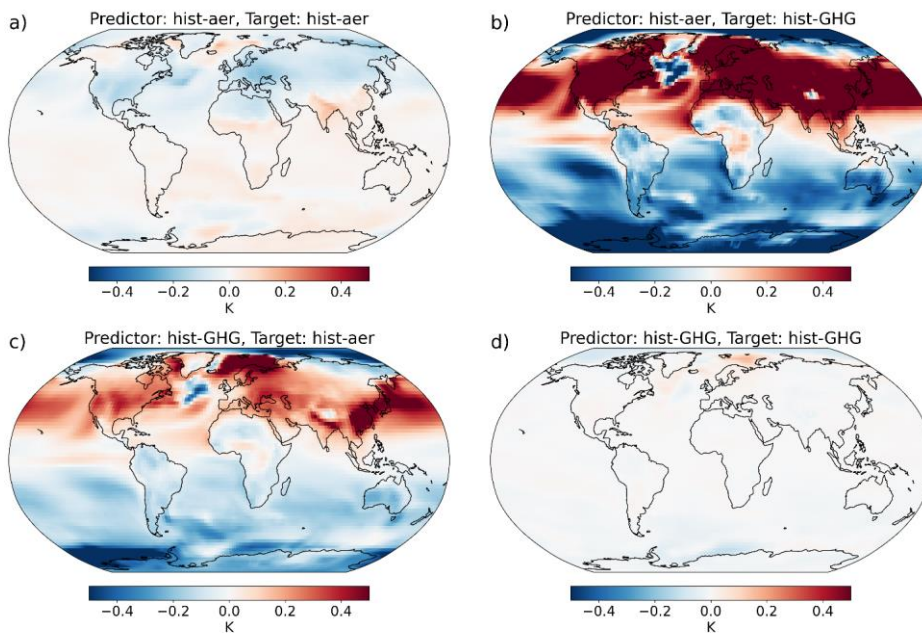 a) Predictor: hist-aer, Target: hist-aer
b) Predictor: hist-aer, Target: hist-GHG
−0.4 −0.2 0.0 0.2 0.4
K
−0.4 −0.2 0.0 0.2 0.4
K
c) Predictor: hist-GHG, Target: hist-aer
d) Predictor: hist-GHG, Target: hist-GHG
−0.4 −0.2 0.0 0.2 0.4
K
−0.4 −0.2 0.0 0.2 0.4
K